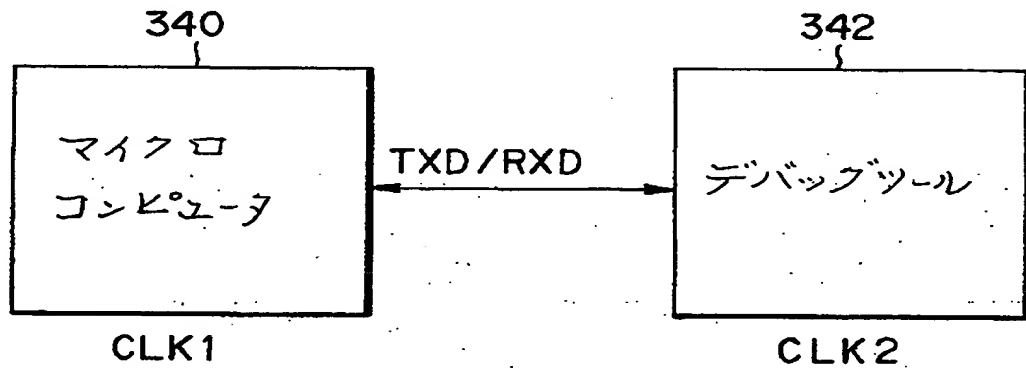 340
342
マイクロ
コンピュータ
TXD/RXD
デバッグツール
CLK1
CLK2